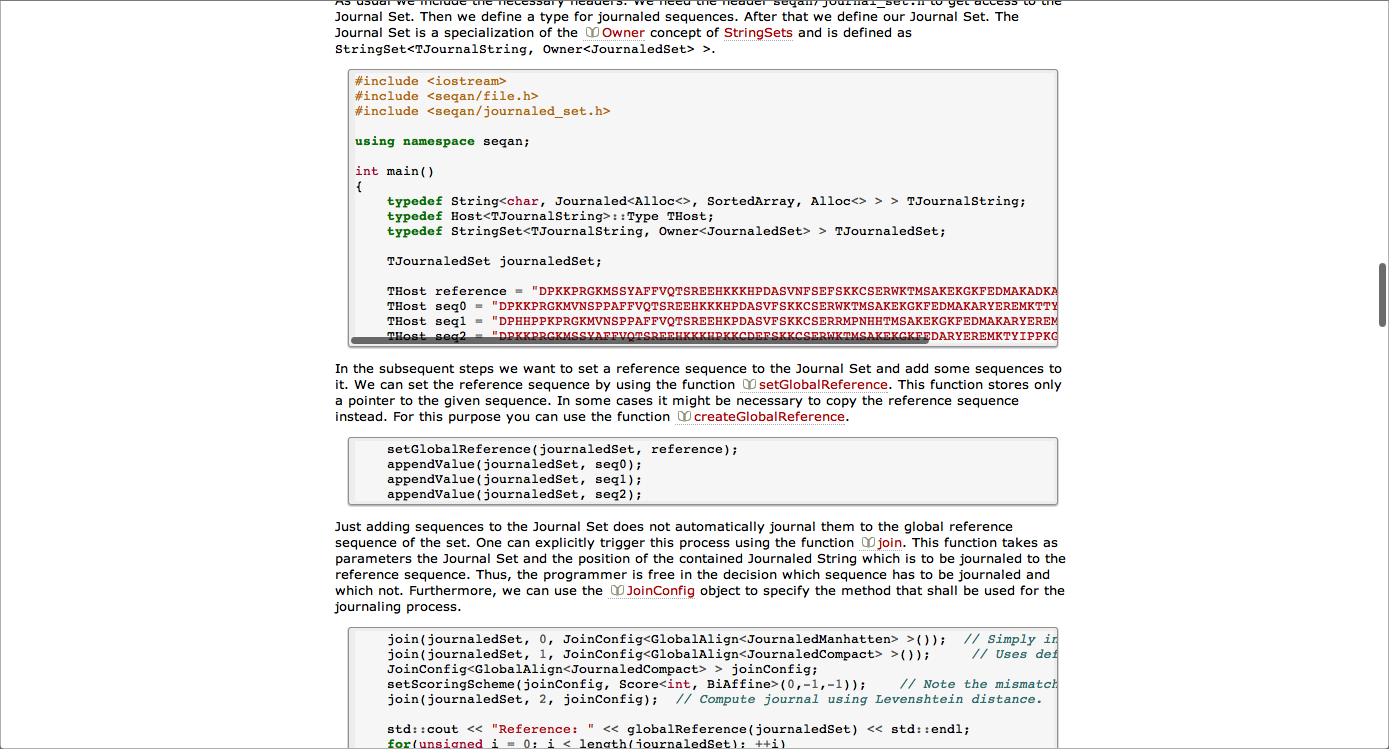 As usual we include the necessary headers. We need the header seqan/journal_set.h to get access to the
Journal Set. Then we define a type for journaled sequences. After that we define our Journal Set. The
Journal Set is a specialization of the Owner concept of StringSets and is defined as
StringSet<TJournalString, Owner<JournaledSet> >.
#include <iostream>
#include <seqan/file.h>
#include <seqan/journaled_set.h>
using namespace seqan;
int main()
{
typedef String<char, Journaled<Alloc<>, SortedArray, Alloc<> > > TJournalString;
typedef Host<TJournalString>::Type THost;
typedef StringSet<TJournalString, Owner<JournaledSet> > TJournaledSet;
TJournaledSet journaledSet;
THost reference = "DPKKPRGKMSSYAFFVQTSREEHKKKHPDASVNFSEFSKKCSERWKTMSAKEKGKFEDMAKADKA
THost seq0 = "DPKKPRGKMVNSPPAFFVQTSREEHKKKHPDASVFSKKCSERWKTMSAKEKGKFEDMAKARYEREMKTTY
THost seq1 = "DPHHPPKPRGKMVNSPPAFFVQTSREEHKPDASVFSKKCSERRMPNHHTMSAKEKGKFEDMAKARYEREM
THost seq2 = "DPKKPRGKMSSYAFFVQTSREEHKKKHPKKCDEFSKKCSERWKTMSAKEKGKFEDARYEREMKTYIPPKG
In the subsequent steps we want to set a reference sequence to the Journal Set and add some sequences to
it. We can set the reference sequence by using the function setGlobalReference. This function stores only
a pointer to the given sequence. In some cases it might be necessary to copy the reference sequence
instead. For this purpose you can use the function createGlobalReference.
setGlobalReference(journaledSet, reference);
appendValue(journaledSet, seq0);
appendValue(journaledSet, seq1);
appendValue(journaledSet, seq2);
Just adding sequences to the Journal Set does not automatically journal them to the global reference
sequence of the set. One can explicitly trigger this process using the function join. This function takes as
parameters the Journal Set and the position of the contained Journaled String which is to be journaled to the
reference sequence. Thus, the programmer is free in the decision which sequence has to be journaled and
which not. Furthermore, we can use the JoinConfig object to specify the method that shall be used for the
journaling process.
join(journaledSet, 0, JoinConfig<GlobalAlign<JournaledManhatten> >()); // Simply in
join(journaledSet, 1, JoinConfig<GlobalAlign<JournaledCompact> >()); // Uses def
JoinConfig<GlobalAlign<JournaledCompact> > joinConfig;
setScoringScheme(joinConfig, Score<int, BiAffine>(0,-1,-1)); // Note the mismatch
join(journaledSet, 2, joinConfig); // Compute journal using Levenshtein distance.
std::cout << "Reference: " << globalReference(journaledSet) << std::endl;
for(unsigned i = 0; i < length(journaledSet); ++i)